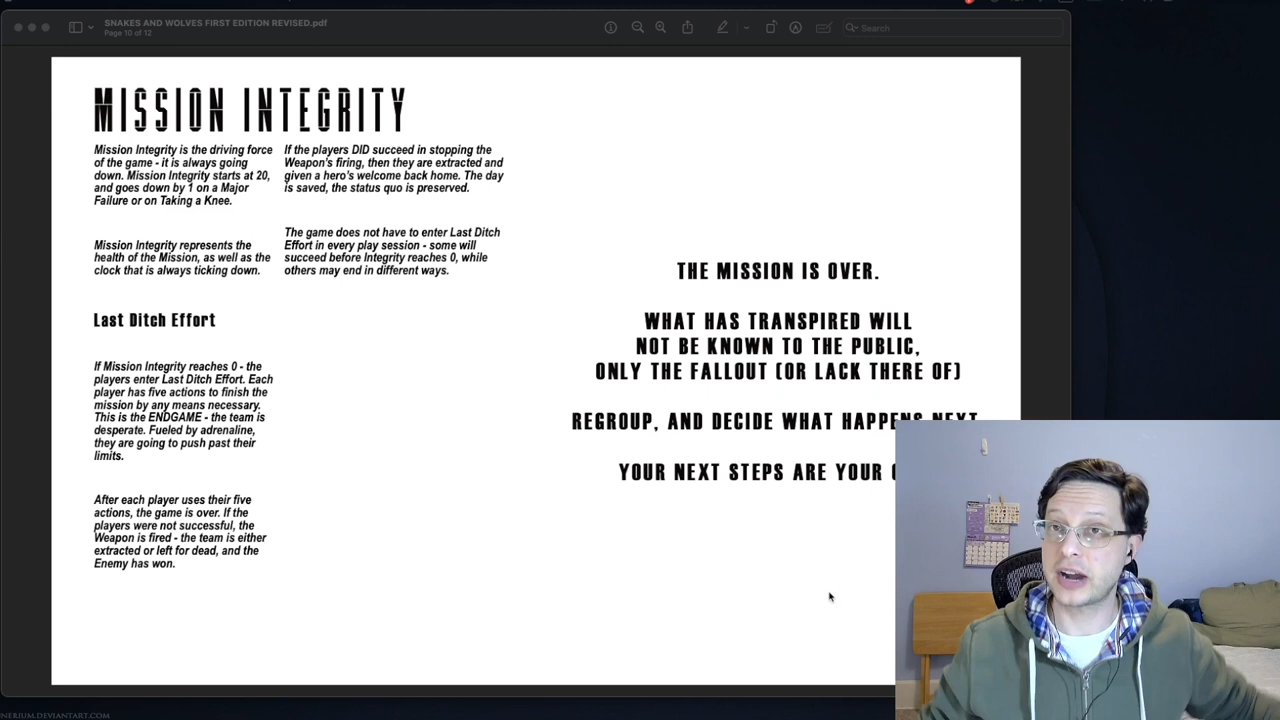 SNAKES AND WOLVES FIRST EDITION REVISED.pdf
Page 10 of 12
Search
MISSION INTEGRITY
Mission Integrity is the driving force
of the game - it is always going
down. Mission Integrity starts at 20,
and goes down by 1 on a Major
Failure or on Taking a Knee.
Mission Integrity represents the
health of the Mission, as well as the
clock that is always ticking down.
Last Ditch Effort
If Mission Integrity reaches 0 - the
players enter Last Ditch Effort. Each
player has five actions to finish the
mission by any means necessary.
This is the ENDGAME - the team is
desperate. Fueled by adrenaline,
they are going to push past their
limits.
After each player uses their five
actions, the game is over. If the
players were not successful, the
Weapon is fired - the team is either
extracted or left for dead, and the
Enemy has won.
If the players DID succeed in stopping the
Weapon's firing, then they are extracted and
given a hero's welcome back home. The day
is saved, the status quo is preserved.
The game does not have to enter Last Ditch
Effort in every play session - some will
succeed before Integrity reaches 0, while
others may end in different ways.
THE MISSION IS OVER.
WHAT HAS TRANSPIRED WILL
NOT BE KNOWN TO THE PUBLIC,
ONLY THE FALLOUT (OR LACK THERE OF)
REGROUP, AND DECIDE WHAT HAPPENS NEXT
YOUR NEXT STEPS ARE YOUR
NERIUM.DEVIANTART.COM